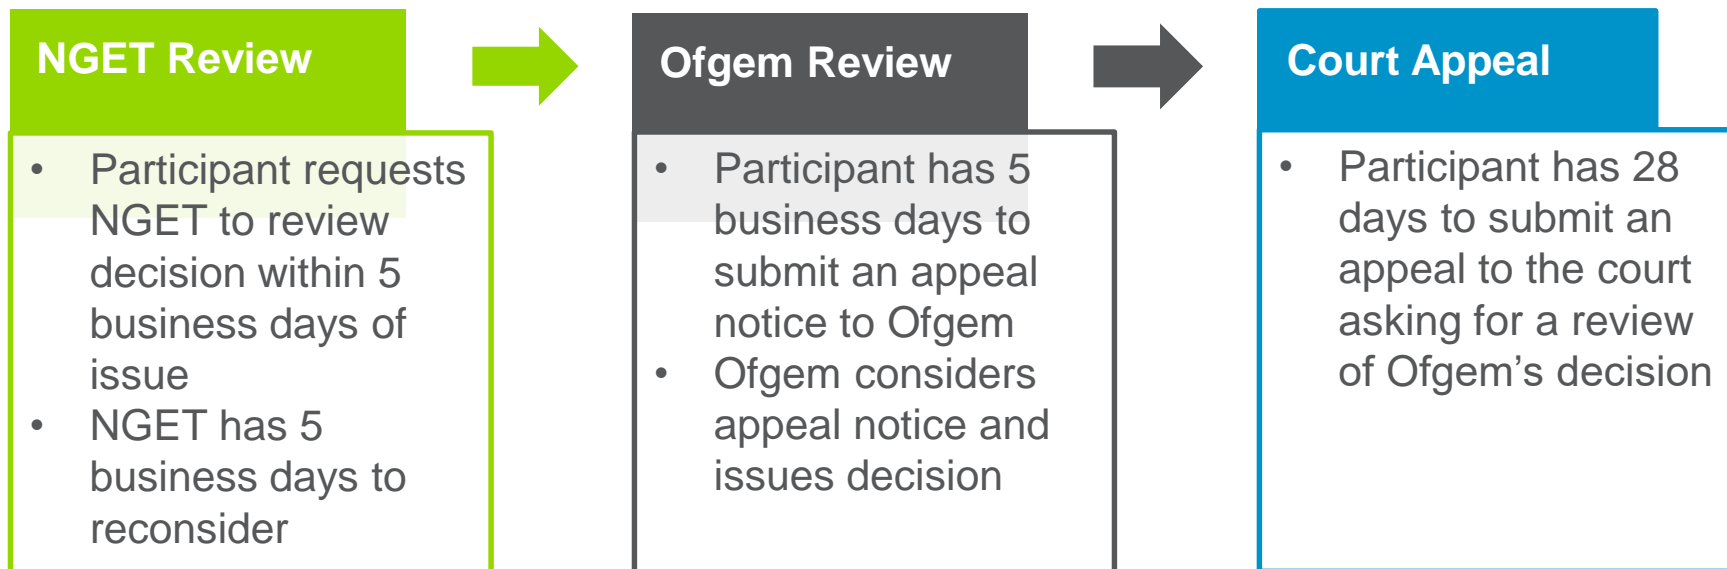 NGET Review
• Participant requests
NGET to review
decision within 5
business days of
issue
• NGET has 5
business days to
reconsider
Ofgem Review
• Participant has 5
business days to
submit an appeal
notice to Ofgem
• Ofgem considers
appeal notice and
issues decision
Court Appeal
• Participant has 28
days to submit an
appeal to the court
asking for a review
of Ofgem’s decision